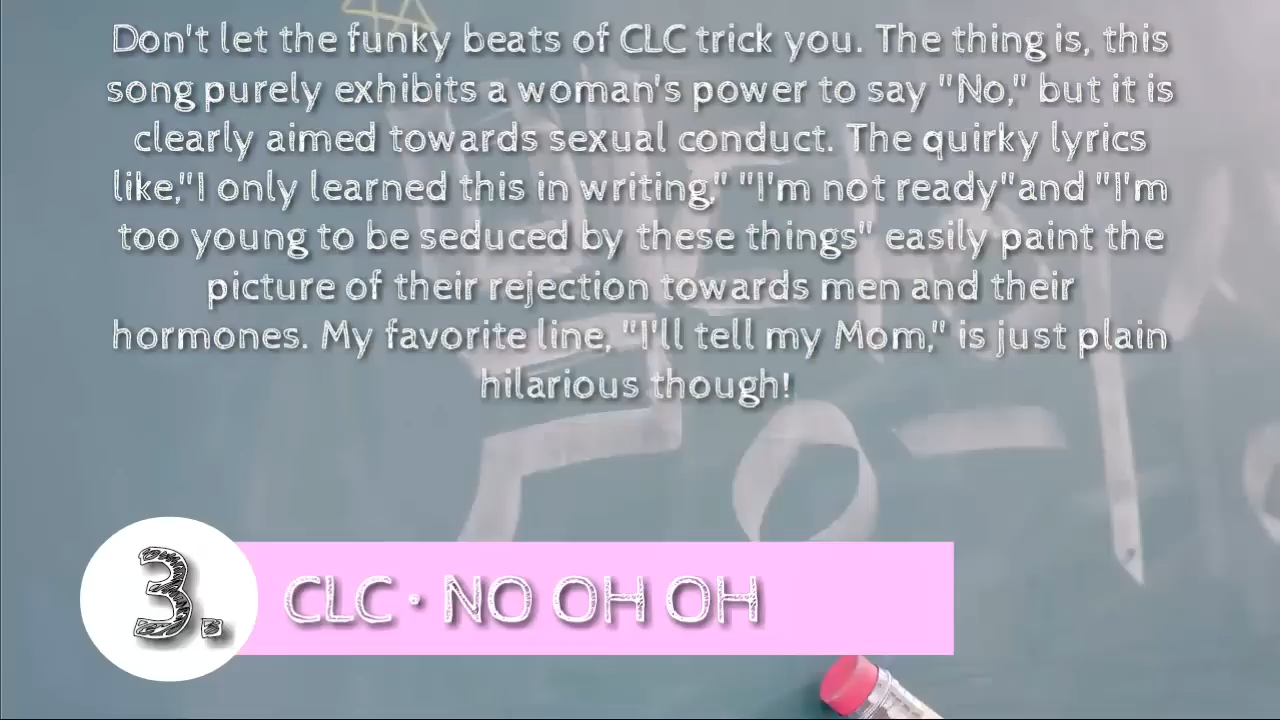 Don't let the funky beats of CLC trick you. The thing is, this
song purely exhibits a woman's power to say "No," but it is
clearly aimed towards sexual conduct. The quirky lyrics
like,"I only learned this in writing," "I'm not ready"and "I'm
too young to be seduced by these things" easily paint the
picture of their rejection towards men and their
hormones. My favorite line, "I'll tell my Mom," is just plain
hilarious though!
3. CLC • NO OH OH